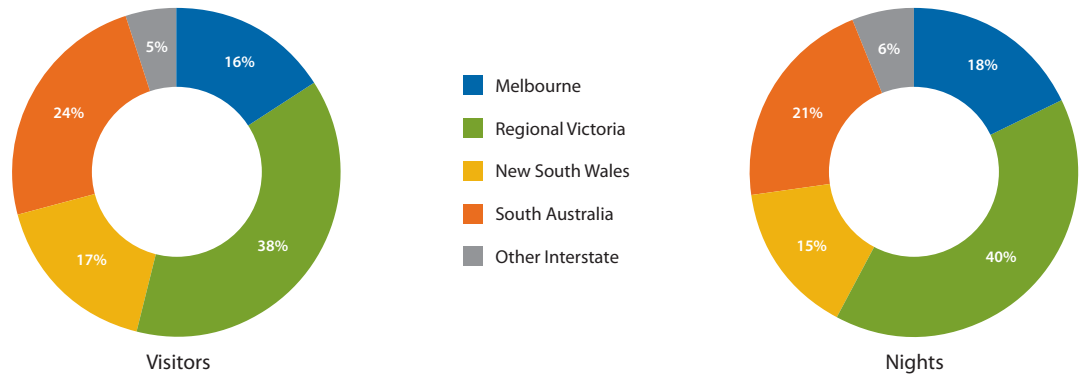 5%
16%
24%
38%
17%
Visitors
Melbourne
Regional Victoria
New South Wales
South Australia
Other Interstate
6%
18%
21%
15%
40%
Nights